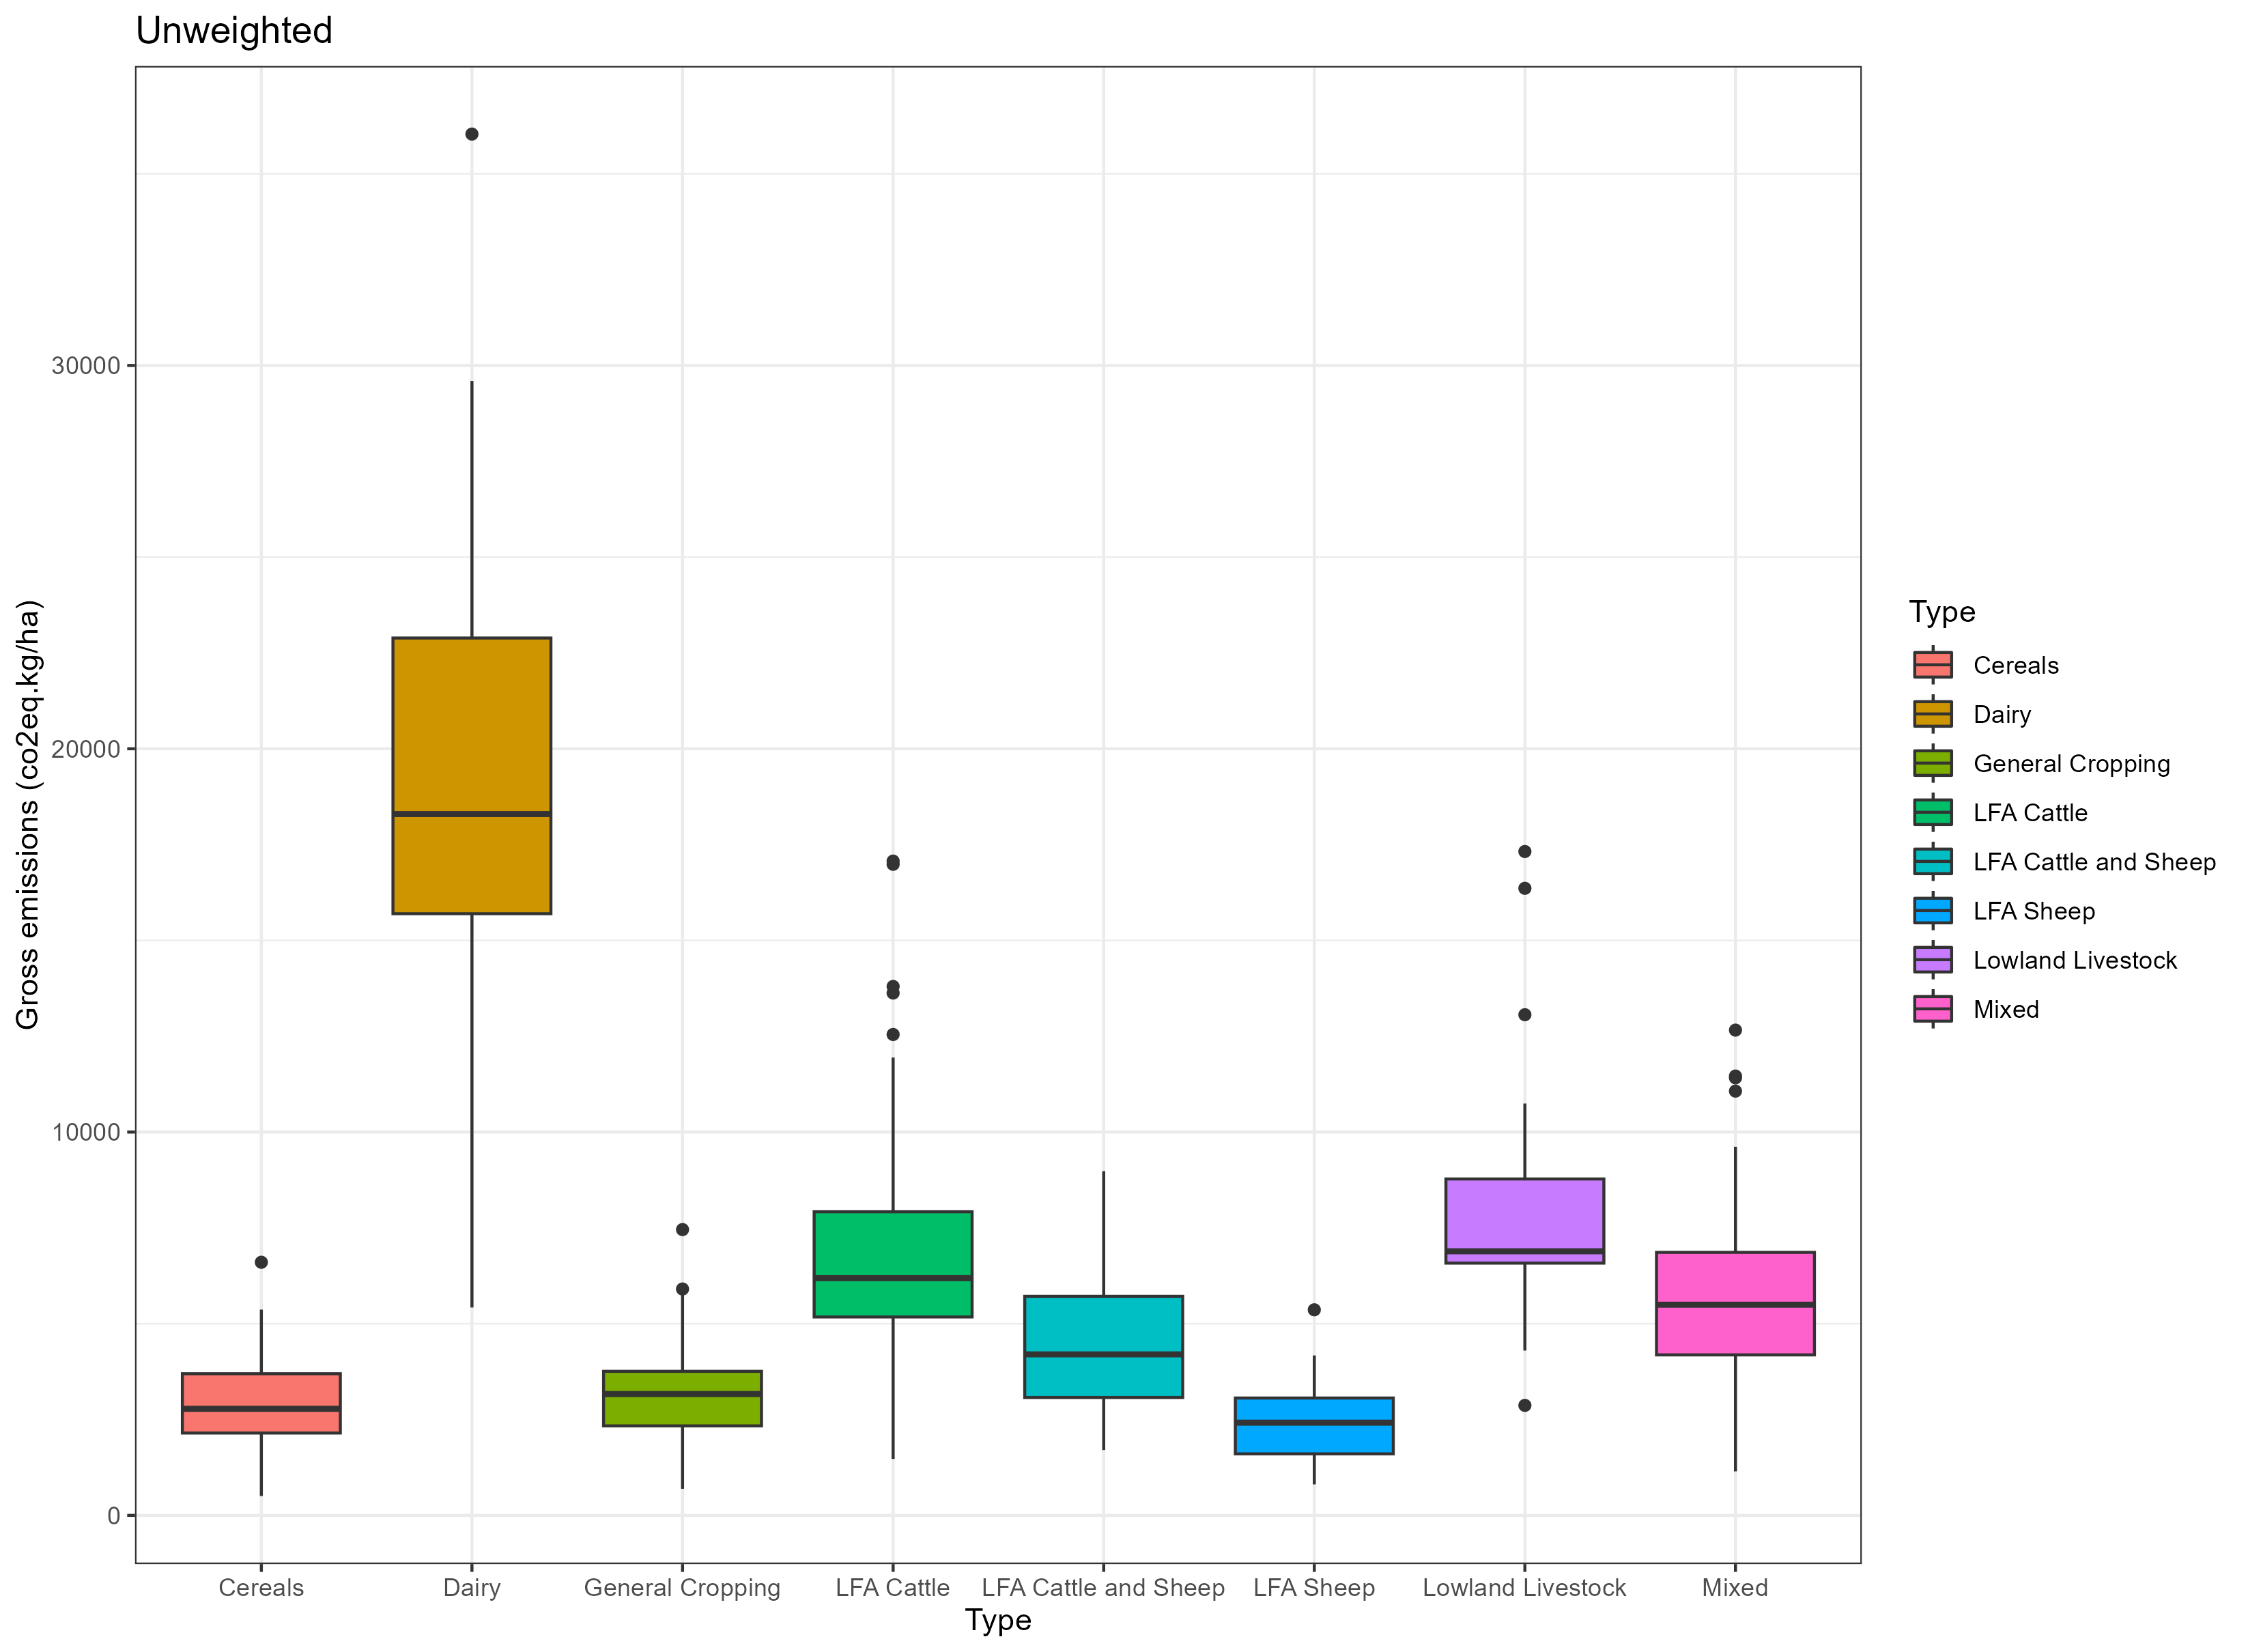 Unweighted
Gross emissions (co2eq.kg/ha)
30000
20000
10000
0
Cereals
Dairy
General Cropping
LFA Cattle
LFA Cattle and Sheep
LFA Sheep
Lowland Livestock
Mixed
Type
Type
Cereals
Dairy
General Cropping
LFA Cattle
LFA Cattle and Sheep
LFA Sheep
Lowland Livestock
Mixed